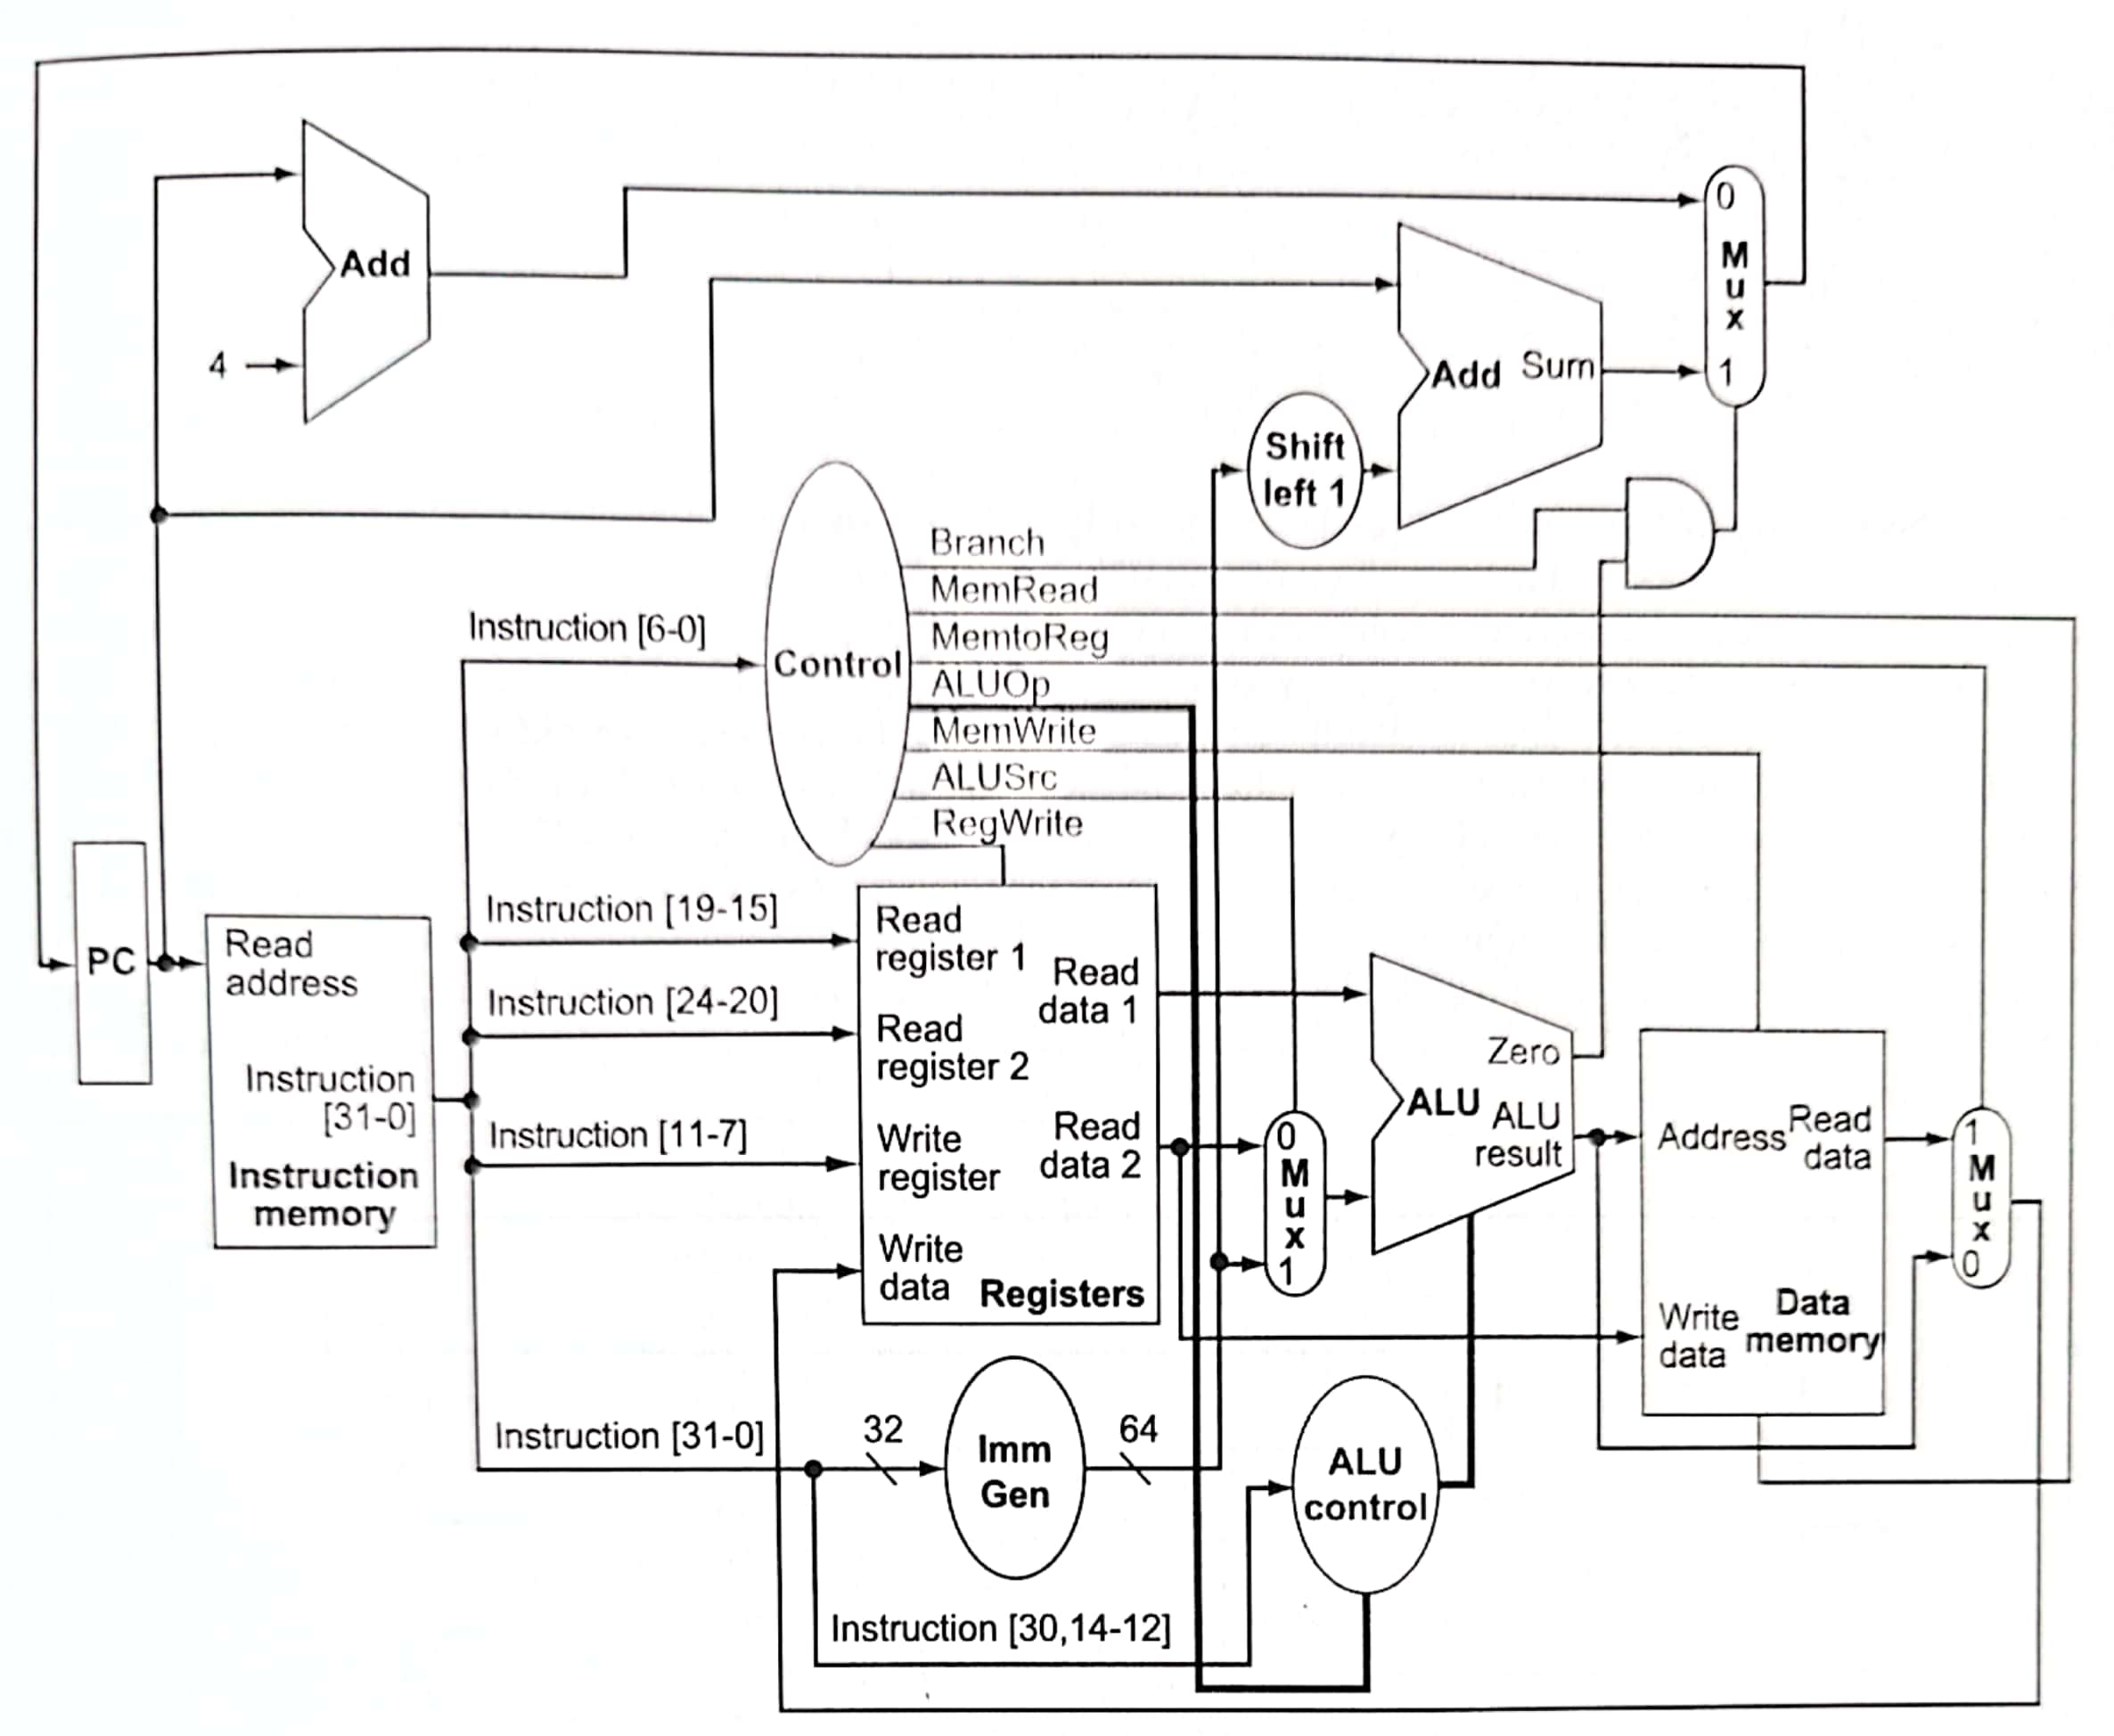 0
M
u
x
1
Add
4
Add Sum
Shift
left 1
Branch
MemRead
MemtoReg
ALUOp
MemWrite
ALUSrc
RegWrite
Instruction [6-0]
Control
PC
Read
address
Instruction
[31-0]
Instruction
memory
Instruction [19-15]
Instruction [24-20]
Instruction [11-7]
Read
register 1
Read
data 1
Read
register 2
Write
register
Read
data 2
Write
data
Registers
0
M
u
x
1
Zero
ALU
ALU
result
Address
Read
data
Write
data
Data
memory
1
M
u
x
0
Instruction [31-0]
32
Imm
Gen
64
ALU
control
Instruction [30,14-12]